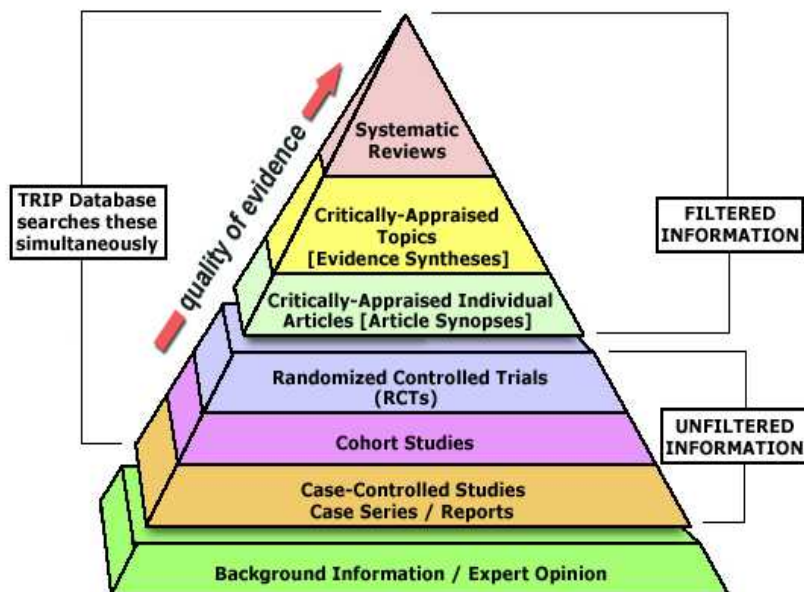 Systematic
Reviews
Critically-Appraised
Topics
[Evidence Syntheses]
Critically-Appraised Individual
Articles [Article Synopses]
Randomized Controlled Trials
(RCTs)
Cohort Studies
Case-Controlled Studies
Case Series / Reports
Background Information / Expert Opinion
quality of evidence
TRIP Database
searches these
simultaneously
FILTERED
INFORMATION
UNFILTERED
INFORMATION